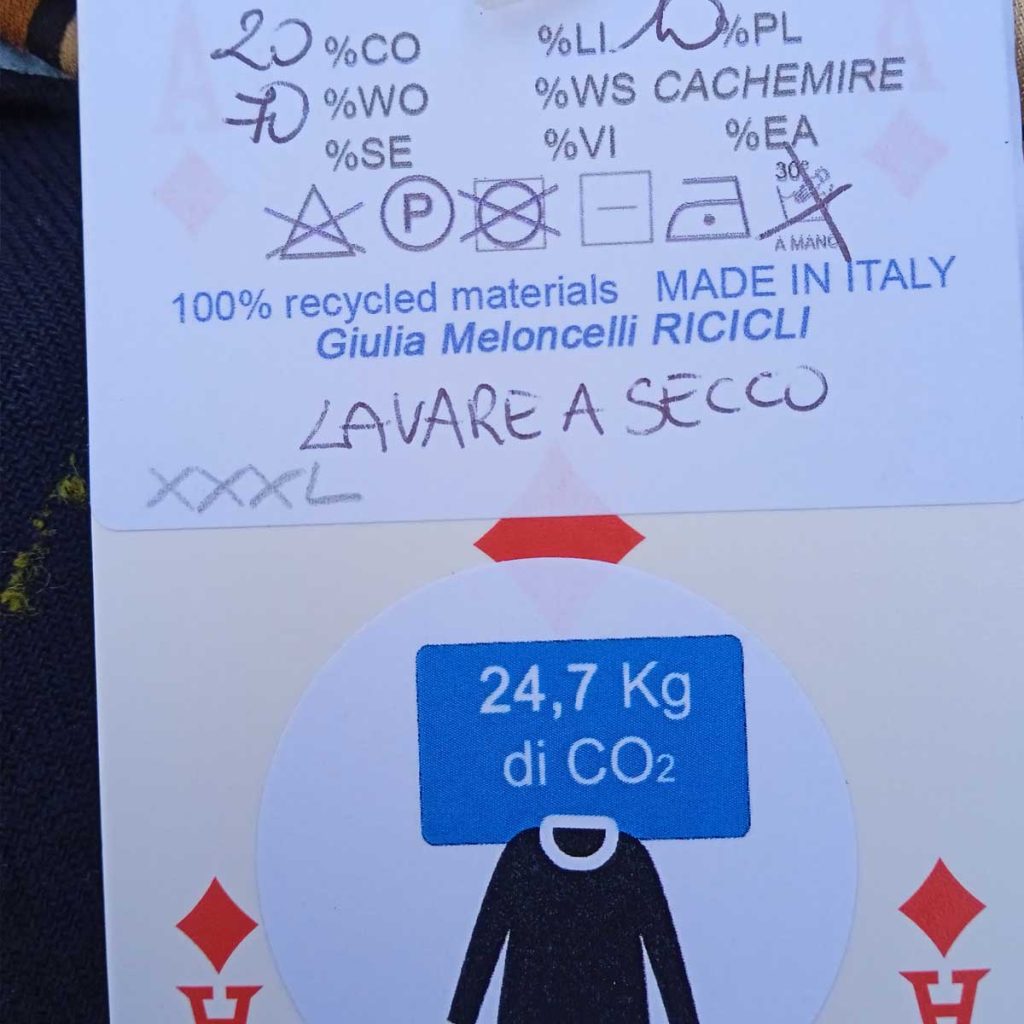 20 %CO %LI 10 %PL
70 %WO %WS CACHEMIRE
%SE %VI %EA
P 30°
A MANO
100% recycled materials MADE IN ITALY
Giulia Meloncelli RICICLI
LAVARE A SECCO
XXXL
24,7 Kg
di CO2
A A